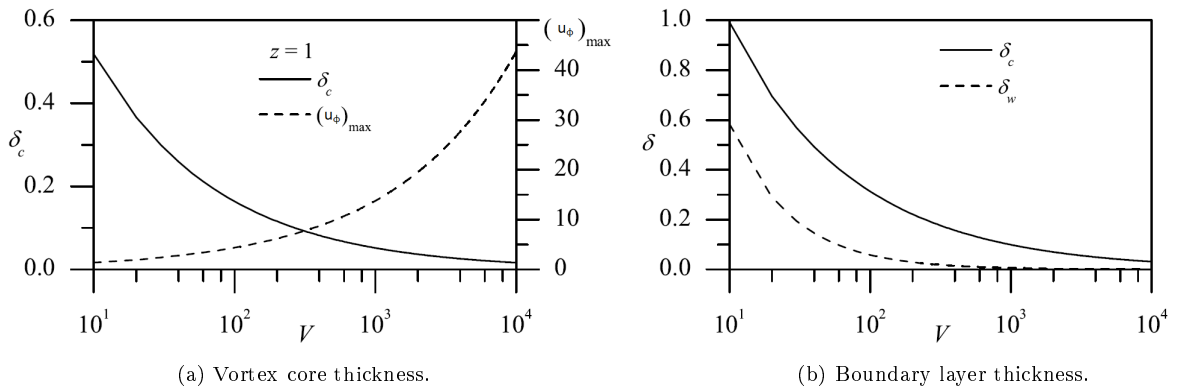 0.6
0.4
0.2
0.0
δc
z = 1
δc
(uϕ)max
(uϕ)max
40
30
20
10
0
10¹
10²
10³
10⁴
V
(a) Vortex core thickness.
1.0
0.8
0.6
0.4
0.2
0.0
δ
δc
δw
10¹
10²
10³
10⁴
V
(b) Boundary layer thickness.